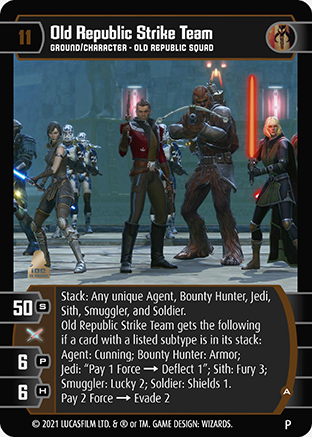 11
Old Republic Strike Team
GROUND/CHARACTER - OLD REPUBLIC SQUAD
IDC
50 S
Stack: Any unique Agent, Bounty Hunter, Jedi,
Sith, Smuggler, and Soldier.
Old Republic Strike Team gets the following
if a card with a listed subtype is in its stack:
Agent: Cunning; Bounty Hunter: Armor;
Jedi: "Pay 1 Force → Deflect 1"; Sith: Fury 3;
Smuggler: Lucky 2; Soldier: Shields 1.
Pay 2 Force → Evade 2
6 P
6 H
A
© 2021 LUCASFILM LTD. & ® OR TM. GAME DESIGN: WIZARDS.
P